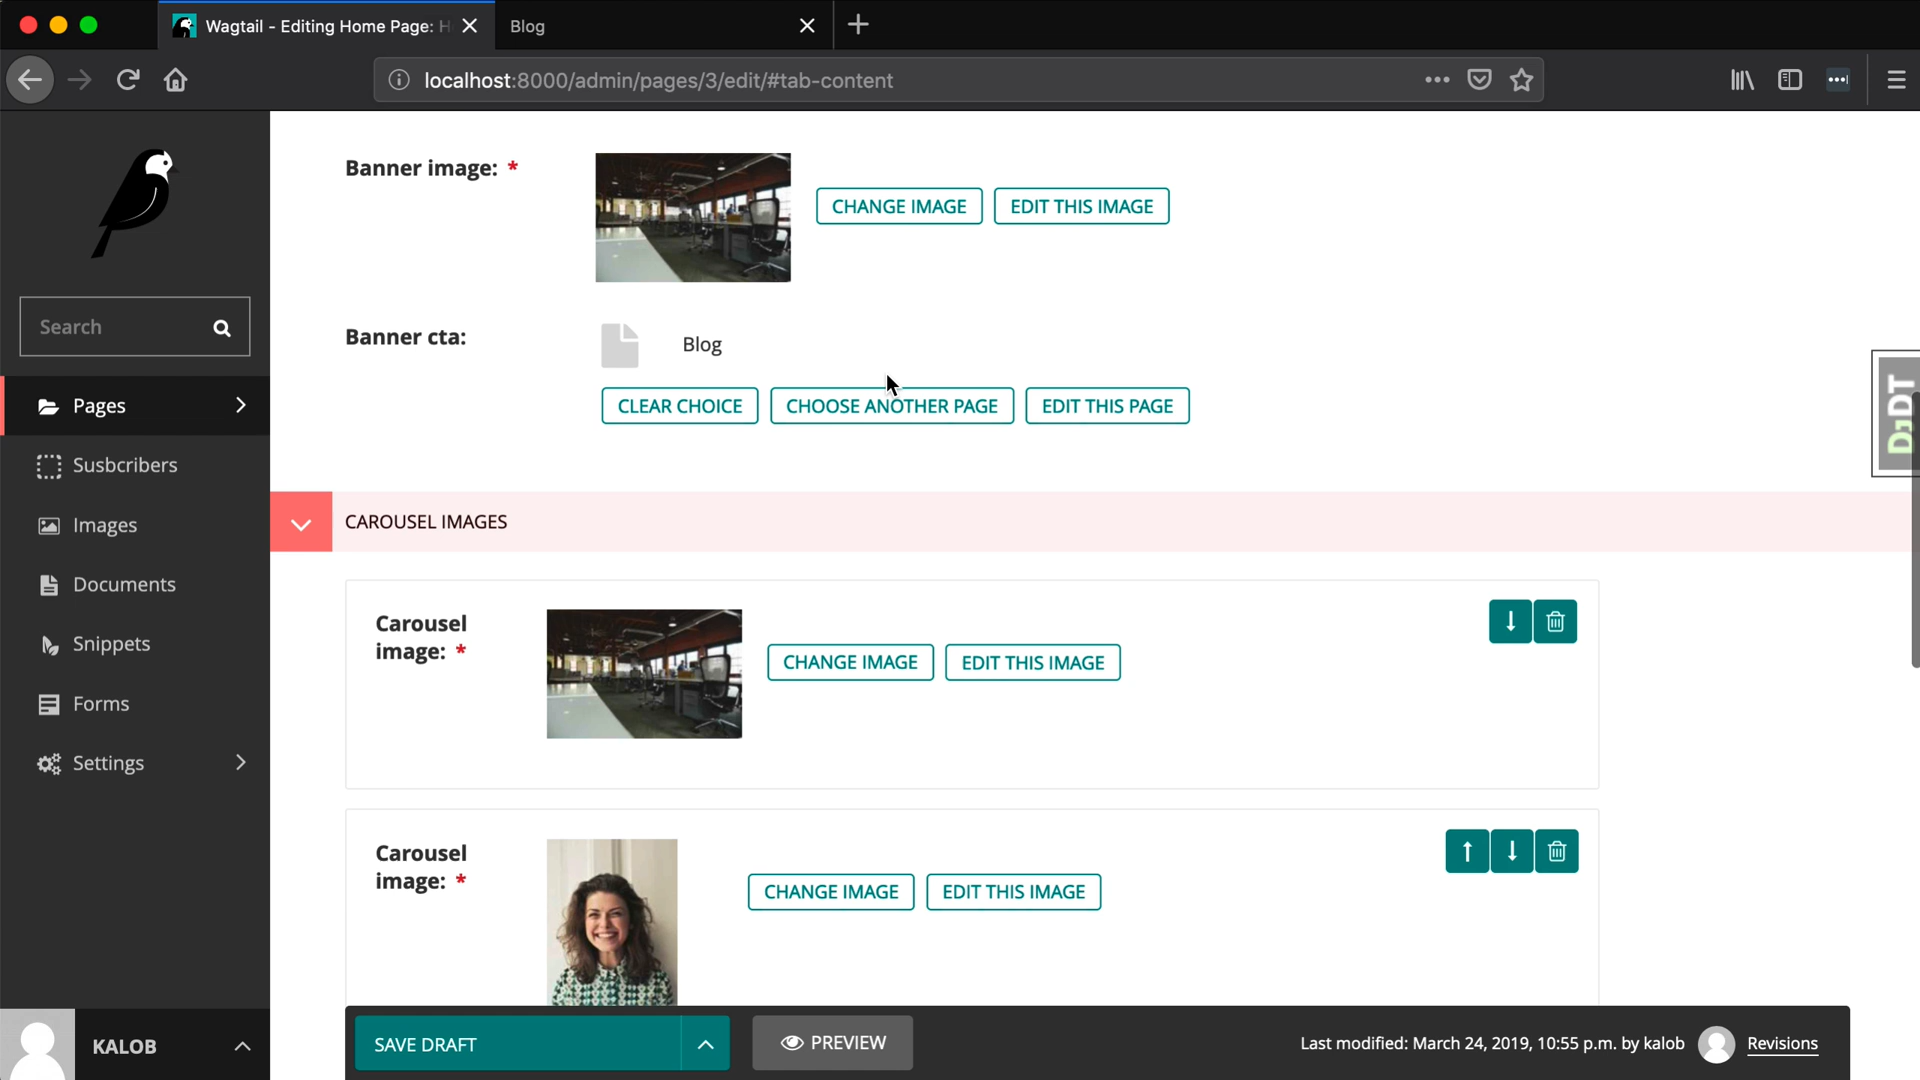 Wagtail - Editing Home Page: H
Blog
localhost:8000/admin/pages/3/edit/#tab-content
Search
Pages
Susbcribers
Images
Documents
Snippets
Forms
Settings
KALOB
Banner image: *
CHANGE IMAGE
EDIT THIS IMAGE
Banner cta:
Blog
CLEAR CHOICE
CHOOSE ANOTHER PAGE
EDIT THIS PAGE
DJDT
CAROUSEL IMAGES
Carousel
image: *
CHANGE IMAGE
EDIT THIS IMAGE
Carousel
image: *
CHANGE IMAGE
EDIT THIS IMAGE
SAVE DRAFT
PREVIEW
Last modified: March 24, 2019, 10:55 p.m. by kalob
Revisions